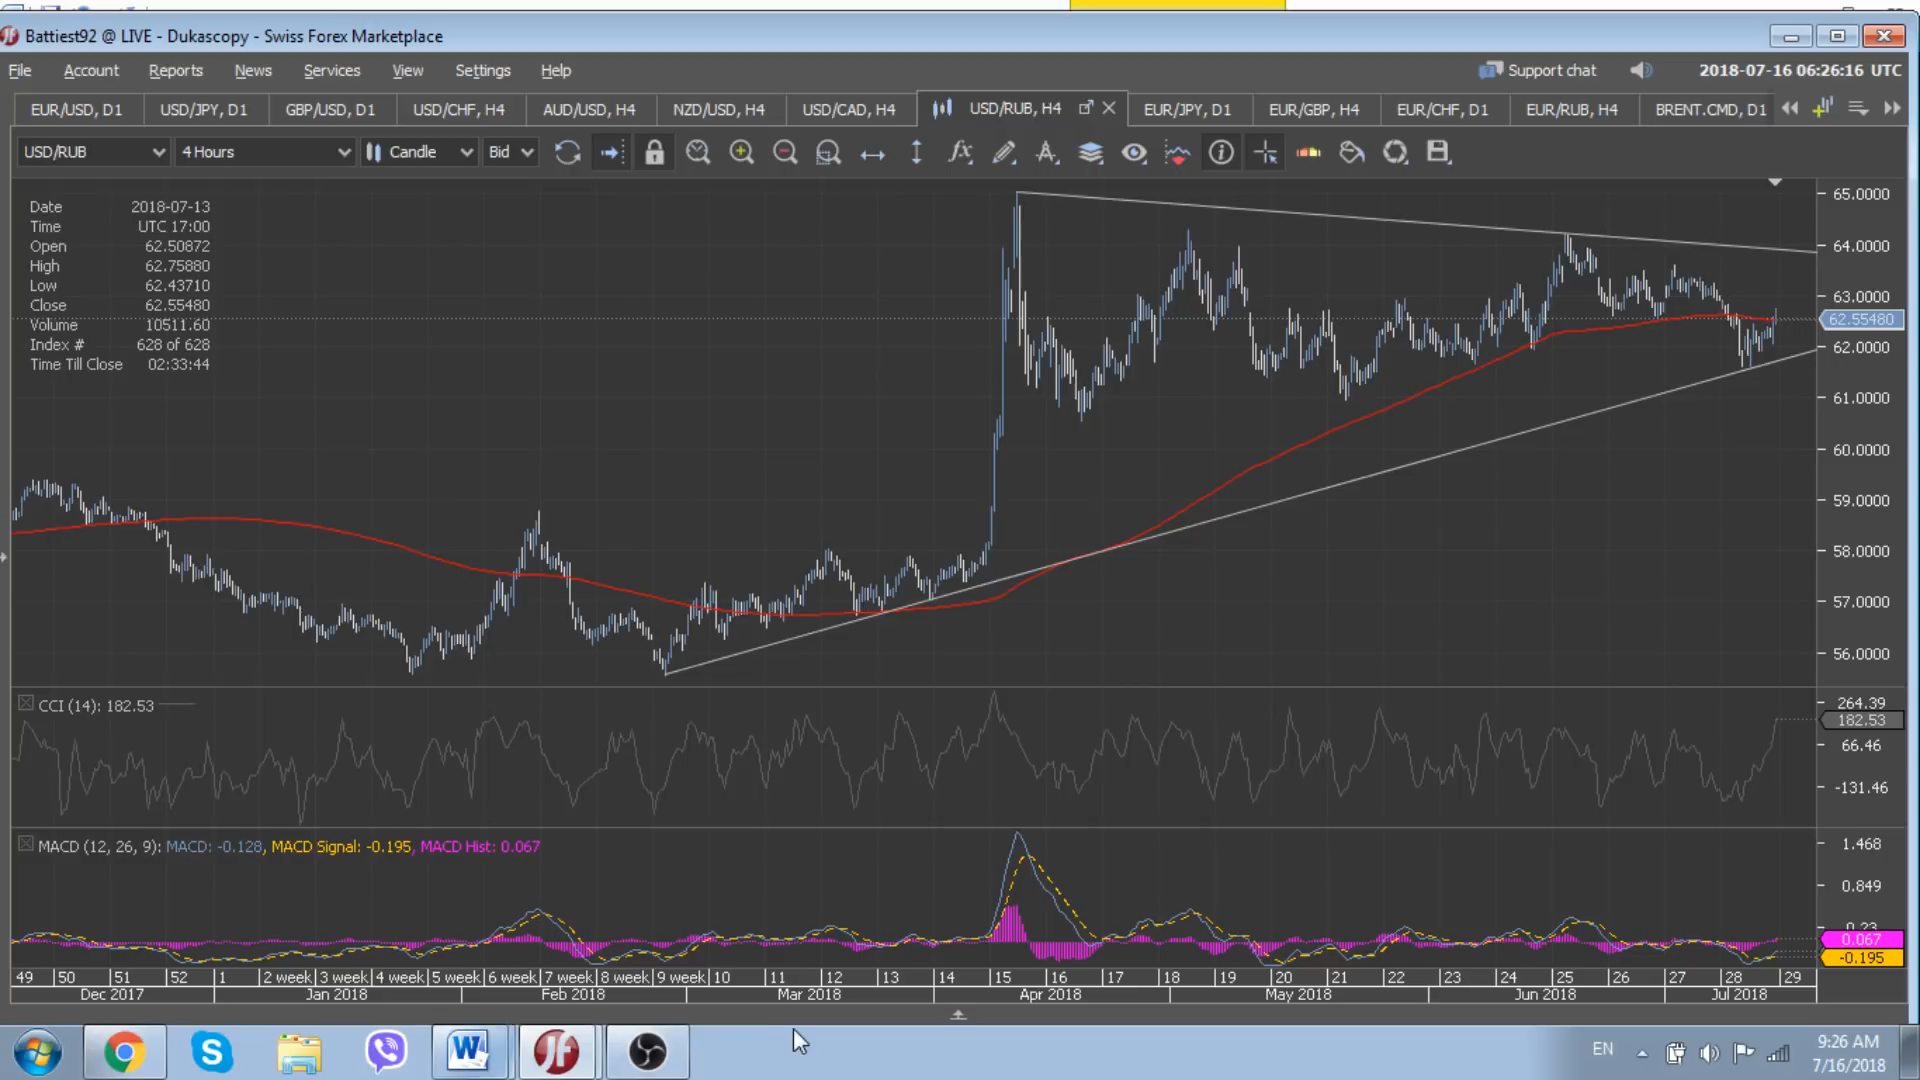 Battiest92 @ LIVE - Dukascopy - Swiss Forex Marketplace
File Account Reports News Services View Settings Help Support chat 2018-07-16 06:26:16 UTC
EUR/USD, D1 USD/JPY, D1 GBP/USD, D1 USD/CHF, H4 AUD/USD, H4 NZD/USD, H4 USD/CAD, H4 USD/RUB, H4 EUR/JPY, D1 EUR/GBP, H4 EUR/CHF, D1 EUR/RUB, H4 BRENT.CMD, D1
USD/RUB 4 Hours Candle Bid
Date 2018-07-13
Time UTC 17:00
Open 62.50872
High 62.75880
Low 62.43710
Close 62.55480
Volume 10511.60
Index # 628 of 628
Time Till Close 02:33:44
65.0000
64.0000
63.0000
62.55480
62.0000
61.0000
60.0000
59.0000
58.0000
57.0000
56.0000
CCI (14): 182.53
264.39
182.53
66.46
-131.46
MACD (12, 26, 9): MACD: -0.128, MACD Signal: -0.195, MACD Hist: 0.067
1.468
0.849
0.23
0.067
-0.195
49 50 51 52 1 2 week 3 week 4 week 5 week 6 week 7 week 8 week 9 week 10 11 12 13 14 15 16 17 18 19 20 21 22 23 24 25 26 27 28 29
Dec 2017 Jan 2018 Feb 2018 Mar 2018 Apr 2018 May 2018 Jun 2018 Jul 2018
EN
9:26 AM
7/16/2018